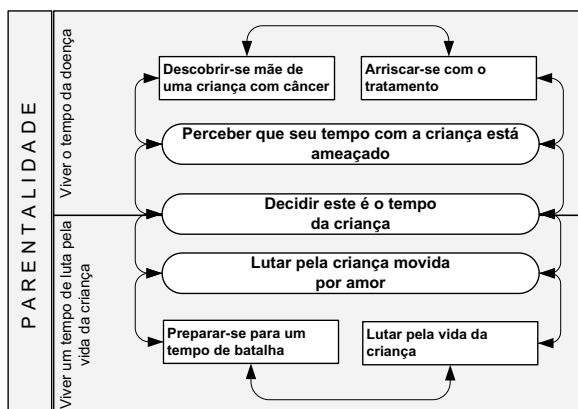 PARENTALIDADE
Viver o tempo da doença
Descobrir-se mãe de
uma criança com câncer
Arriscar-se com o
tratamento
Perceber que seu tempo com a criança está
ameaçado
Decidir este é o tempo
da criança
Viver um tempo de luta pela
vida da criança
Lutar pela criança movida
por amor
Preparar-se para um
tempo de batalha
Lutar pela vida da
criança